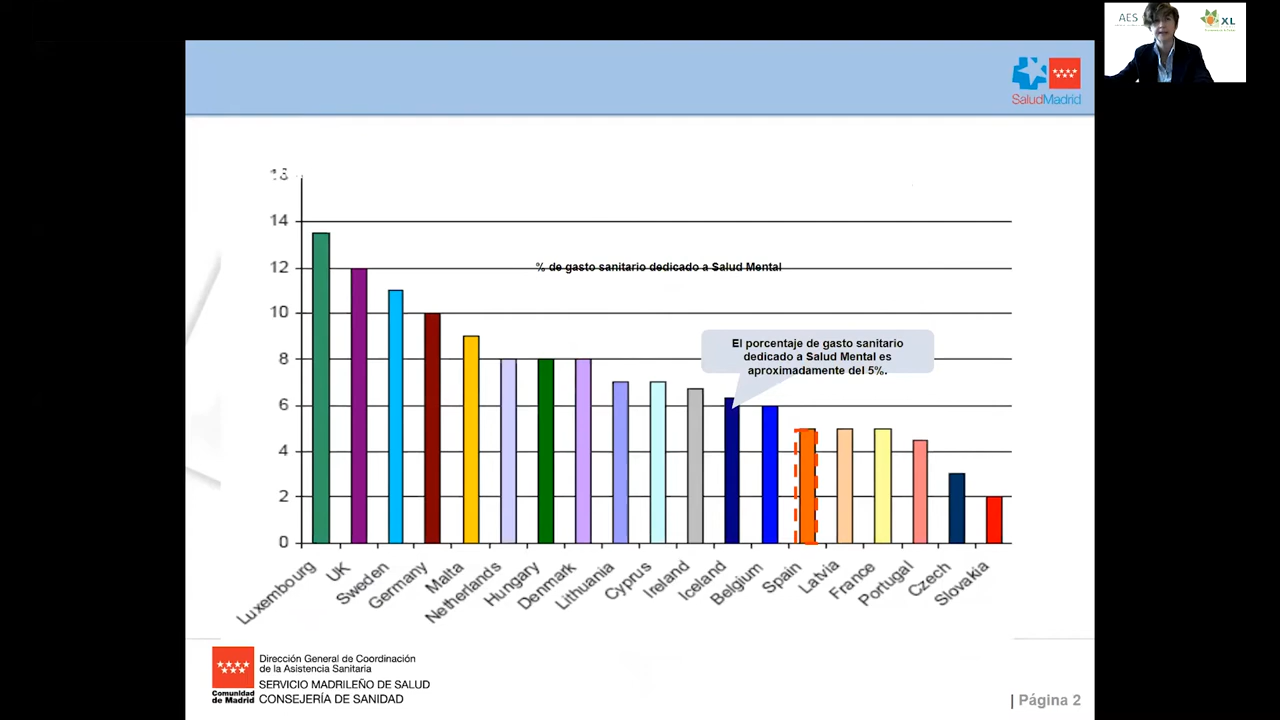 AES
XL
SaludMadrid
14
% de gasto sanitario dedicado a Salud Mental
12
10
El porcentaje de gasto sanitario
dedicado a Salud Mental es
aproximadamente del 5%.
8
6
4
2
0
Luxembourg
UK
Sweden
Germany
Malta
Netherlands
Hungary
Denmark
Lithuania
Cyprus
Ireland
Iceland
Belgium
Spain
Latvia
France
Portugal
Czech
Slovakia
Comunidad
de Madrid
Dirección General de Coordinación
de la Asistencia Sanitaria
SERVICIO MADRILEÑO DE SALUD
CONSEJERÍA DE SANIDAD
| Página 2